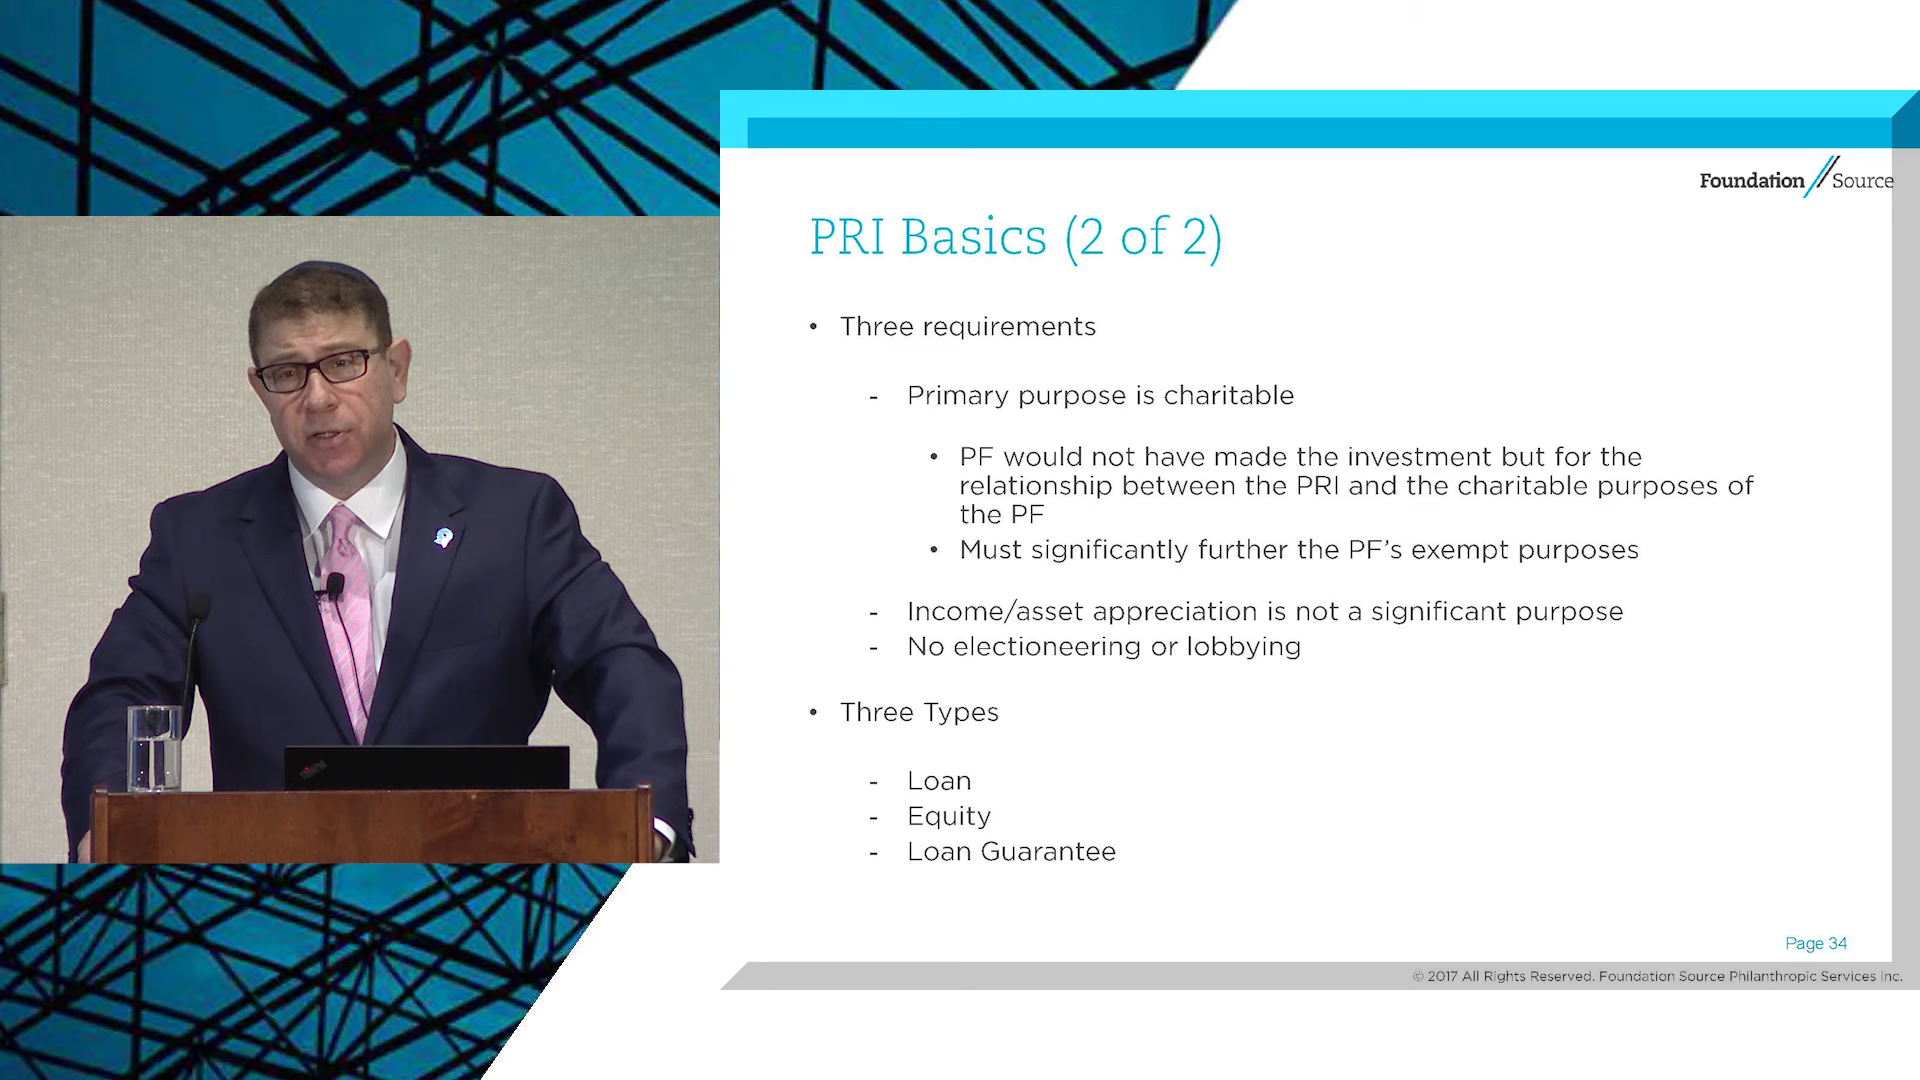 Foundation // Source
PRI Basics (2 of 2)
• Three requirements
- Primary purpose is charitable
• PF would not have made the investment but for the
relationship between the PRI and the charitable purposes of
the PF
• Must significantly further the PF’s exempt purposes
- Income/asset appreciation is not a significant purpose
- No electioneering or lobbying
• Three Types
- Loan
- Equity
- Loan Guarantee
Page 34
© 2017 All Rights Reserved. Foundation Source Philanthropic Services Inc.
ThinkPad